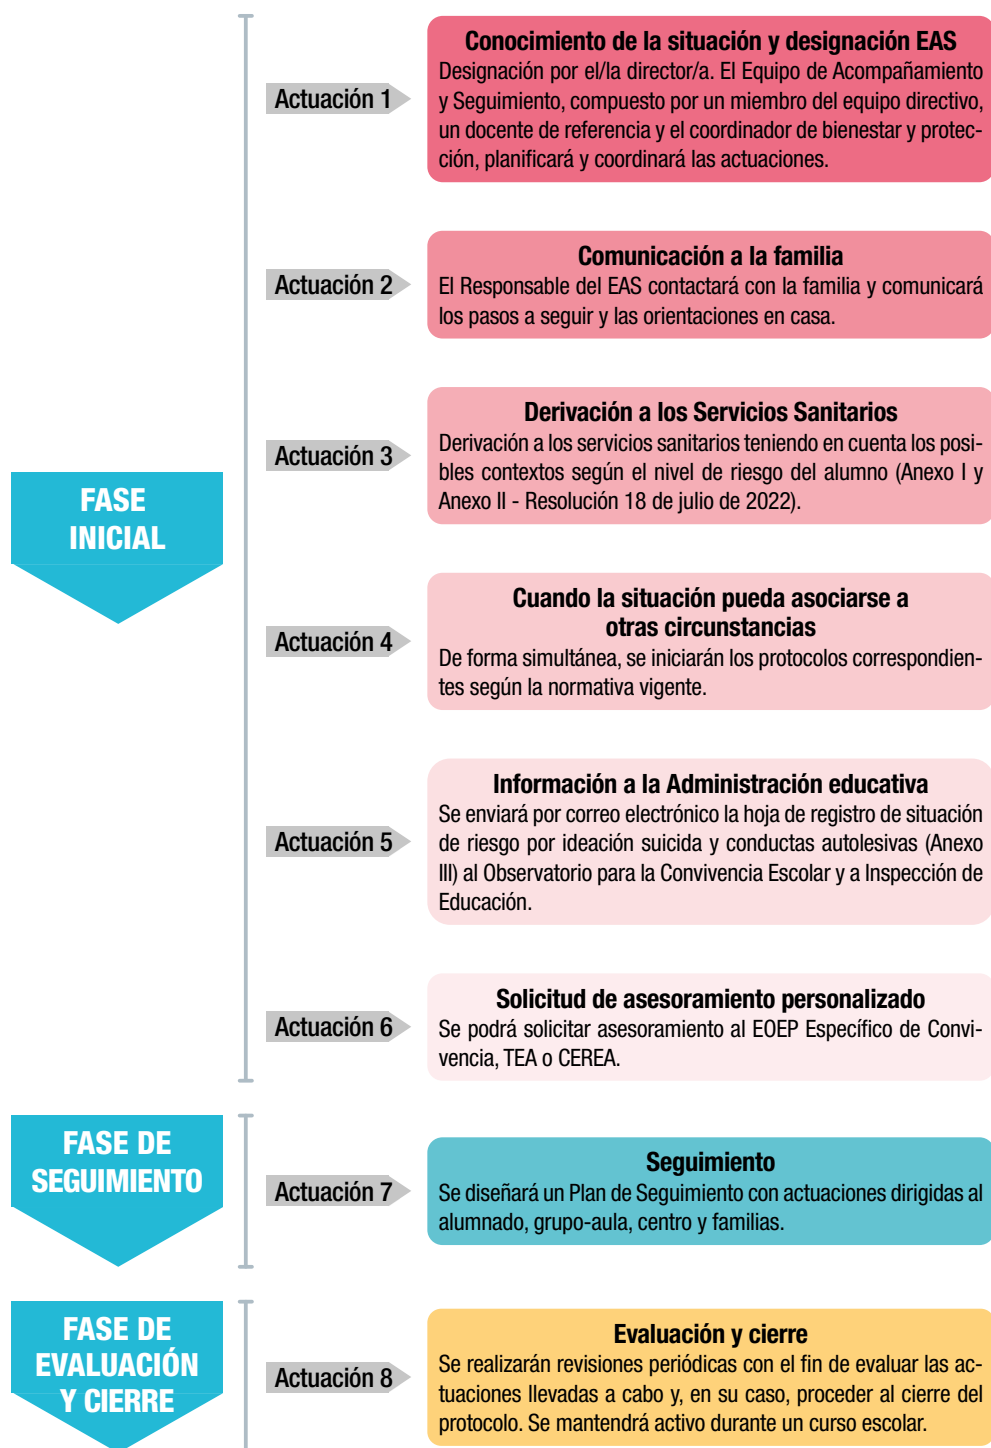 Actuación 1
Conocimiento de la situación y designación EAS
Designación por el/la director/a. El Equipo de Acompañamiento
y Seguimiento, compuesto por un miembro del equipo directivo,
un docente de referencia y el coordinador de bienestar y protec-
ción, planificará y coordinará las actuaciones.
Actuación 2
Comunicación a la familia
El Responsable del EAS contactará con la familia y comunicará
los pasos a seguir y las orientaciones en casa.
FASE
INICIAL
Actuación 3
Derivación a los Servicios Sanitarios
Derivación a los servicios sanitarios teniendo en cuenta los posi-
bles contextos según el nivel de riesgo del alumno (Anexo I y
Anexo II - Resolución 18 de julio de 2022).
Actuación 4
Cuando la situación pueda asociarse a
otras circunstancias
De forma simultánea, se iniciarán los protocolos correspondien-
tes según la normativa vigente.
Actuación 5
Información a la Administración educativa
Se enviará por correo electrónico la hoja de registro de situación
de riesgo por ideación suicida y conductas autolesivas (Anexo
III) al Observatorio para la Convivencia Escolar y a Inspección de
Educación.
Actuación 6
Solicitud de asesoramiento personalizado
Se podrá solicitar asesoramiento al EOEP Específico de Convi-
vencia, TEA o CEREA.
FASE DE
SEGUIMIENTO
Actuación 7
Seguimiento
Se diseñará un Plan de Seguimiento con actuaciones dirigidas al
alumnado, grupo-aula, centro y familias.
FASE DE
EVALUACIÓN
Y CIERRE
Actuación 8
Evaluación y cierre
Se realizarán revisiones periódicas con el fin de evaluar las ac-
tuaciones llevadas a cabo y, en su caso, proceder al cierre del
protocolo. Se mantendrá activo durante un curso escolar.